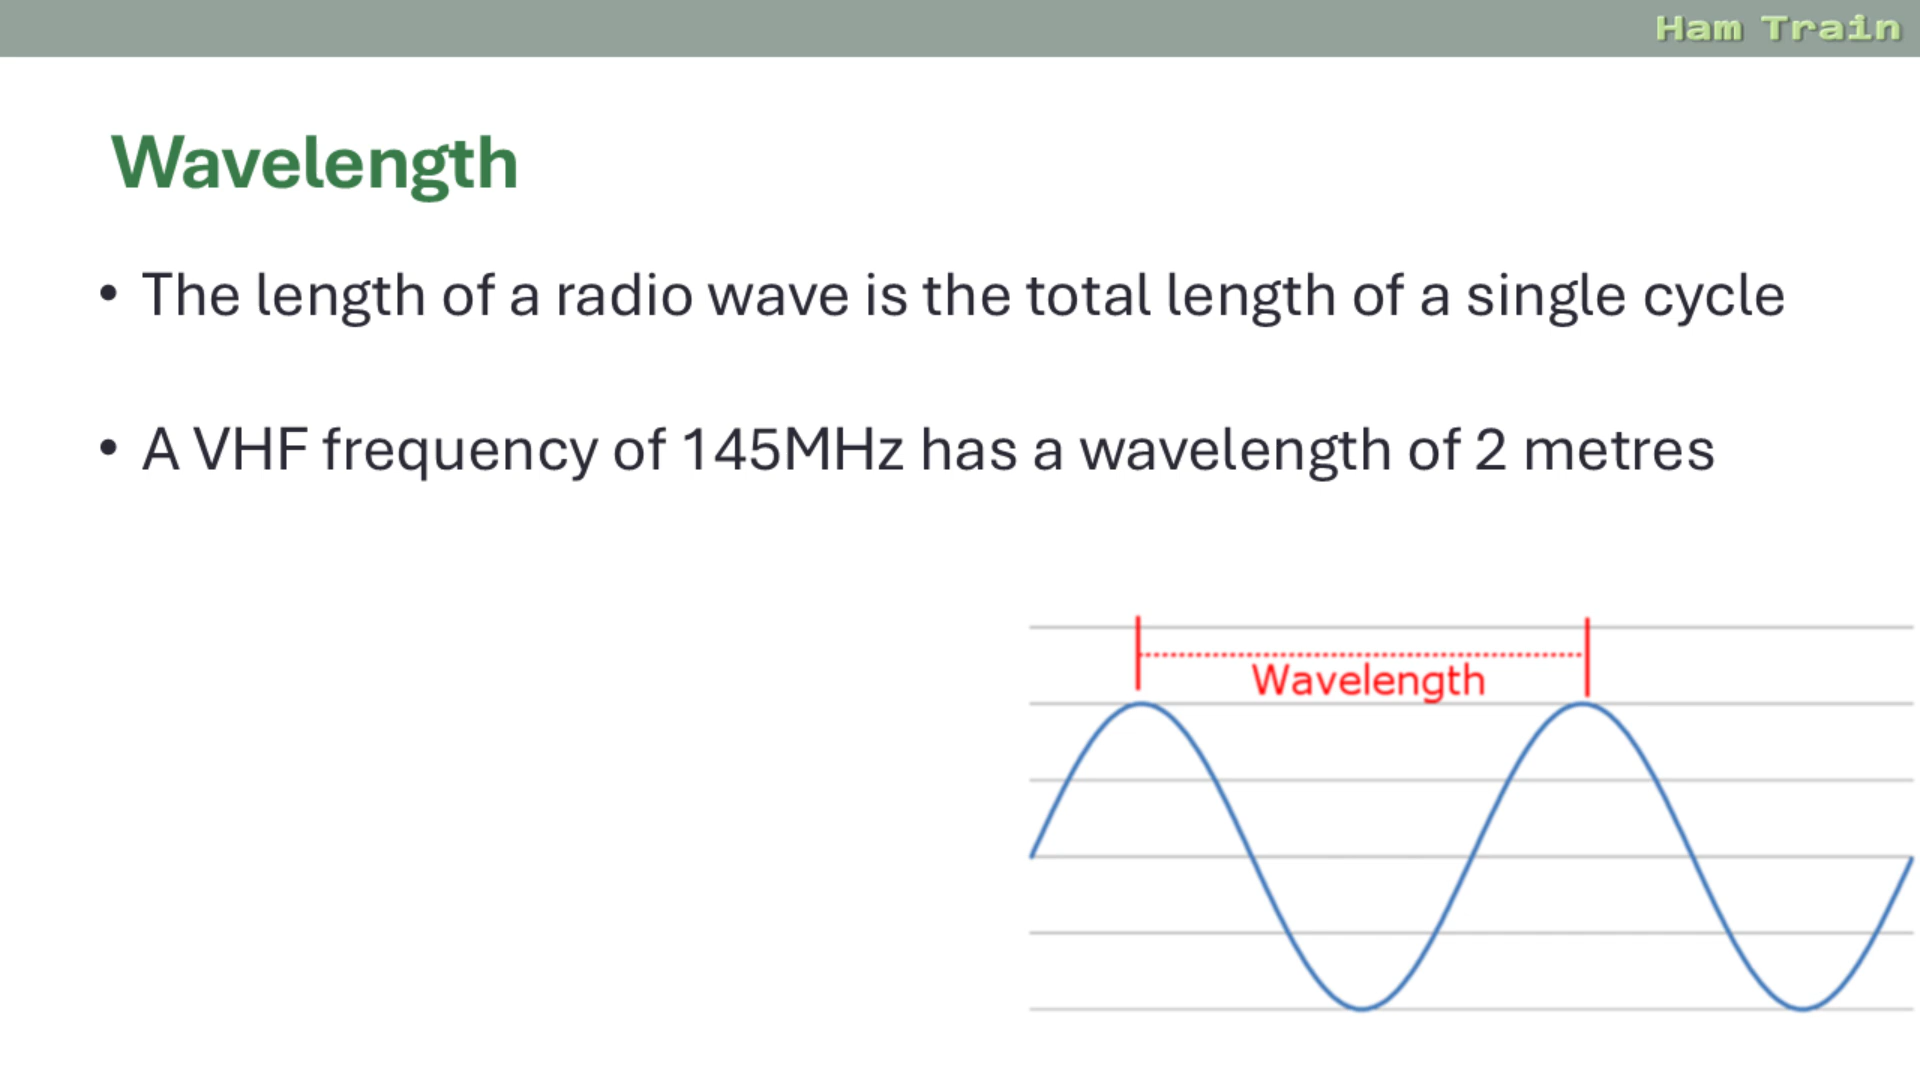 Ham Train
Wavelength
• The length of a radio wave is the total length of a single cycle
• A VHF frequency of 145MHz has a wavelength of 2 metres
Wavelength